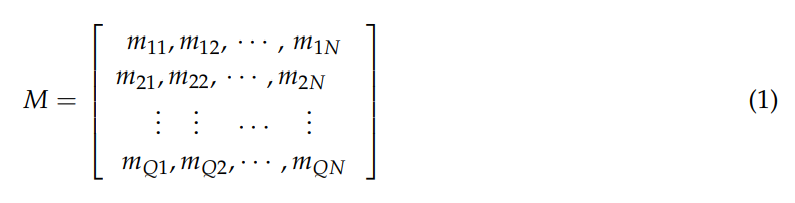 m11, m12, ⋯ , m1N
m21, m22, ⋯ , m2N
M =
(1)
⋮ ⋮ … ⋮
mQ1, mQ2, ⋯ , mQN